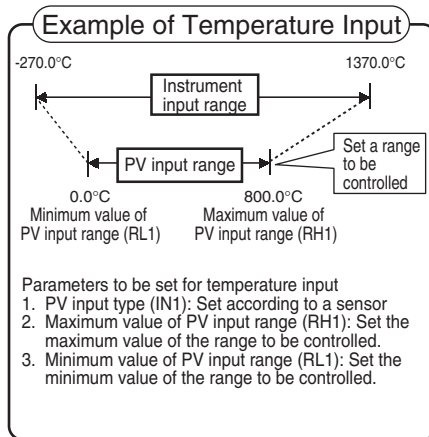 Example of Temperature Input
-270.0°C 1370.0°C
Instrument
input range
PV input range
Set a range
to be
controlled
0.0°C 800.0°C
Minimum value of Maximum value of
PV input range (RL1) PV input range (RH1)
Parameters to be set for temperature input
1. PV input type (IN1): Set according to a sensor
2. Maximum value of PV input range (RH1): Set the
maximum value of the range to be controlled.
3. Minimum value of PV input range (RL1): Set the
minimum value of the range to be controlled.